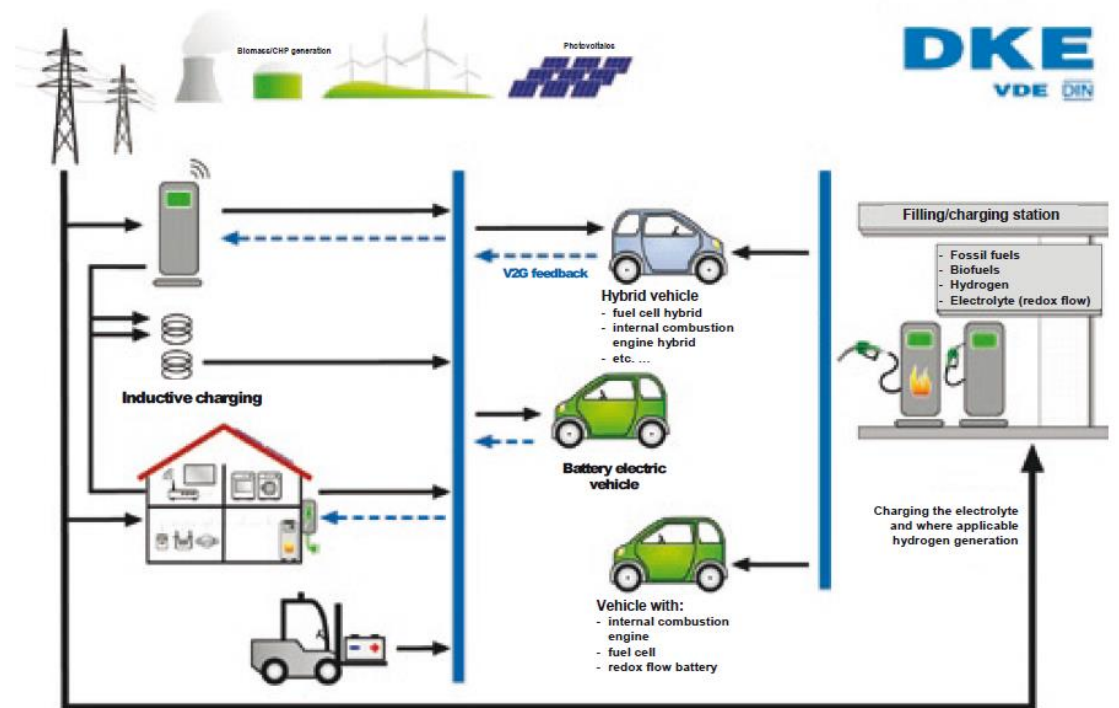 Biomass/CHP generation
Photovoltaios
DKE
VDE DIN
Filling/charging station
- Fossil fuels
- Biofuels
- Hydrogen
- Electrolyte (redox flow)
V2G feedback
Hybrid vehicle
- fuel cell hybrid
- internal combustion
engine hybrid
- etc. ...
Inductive charging
Battery electric
vehicle
Charging the electrolyte
and where applicable
hydrogen generation
Vehicle with:
- internal combustion
engine
- fuel cell
- redox flow battery